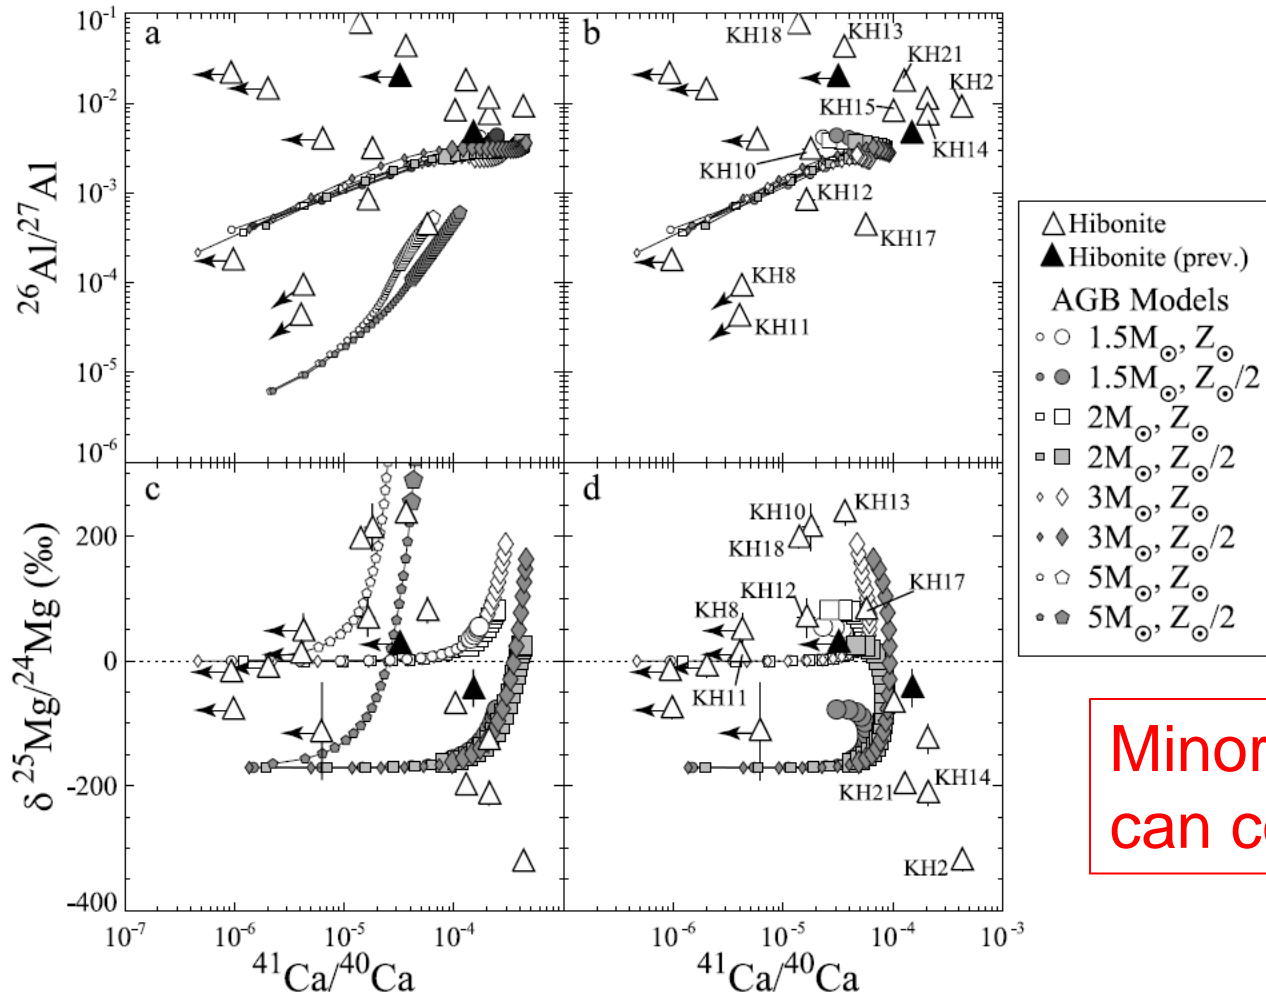 a
b
c
d
10⁻¹
10⁻²
10⁻³
10⁻⁴
10⁻⁵
10⁻⁶
²⁶Al/²⁷Al
KH18
KH13
KH21
KH2
KH15
KH14
KH10
KH12
KH17
KH8
KH11
200
0
-200
-400
δ ²⁵Mg/²⁴Mg (‰)
KH10
KH13
KH18
KH12
KH17
KH8
KH11
KH21
KH14
KH2
10⁻⁷
10⁻⁶
10⁻⁵
10⁻⁴
10⁻⁶
10⁻⁵
10⁻⁴
10⁻³
⁴¹Ca/⁴⁰Ca
⁴¹Ca/⁴⁰Ca
Hibonite
Hibonite (prev.)
AGB Models
1.5M☉, Z☉
1.5M☉, Z☉/2
2M☉, Z☉
2M☉, Z☉/2
3M☉, Z☉
3M☉, Z☉/2
5M☉, Z☉
5M☉, Z☉/2
Minor
can